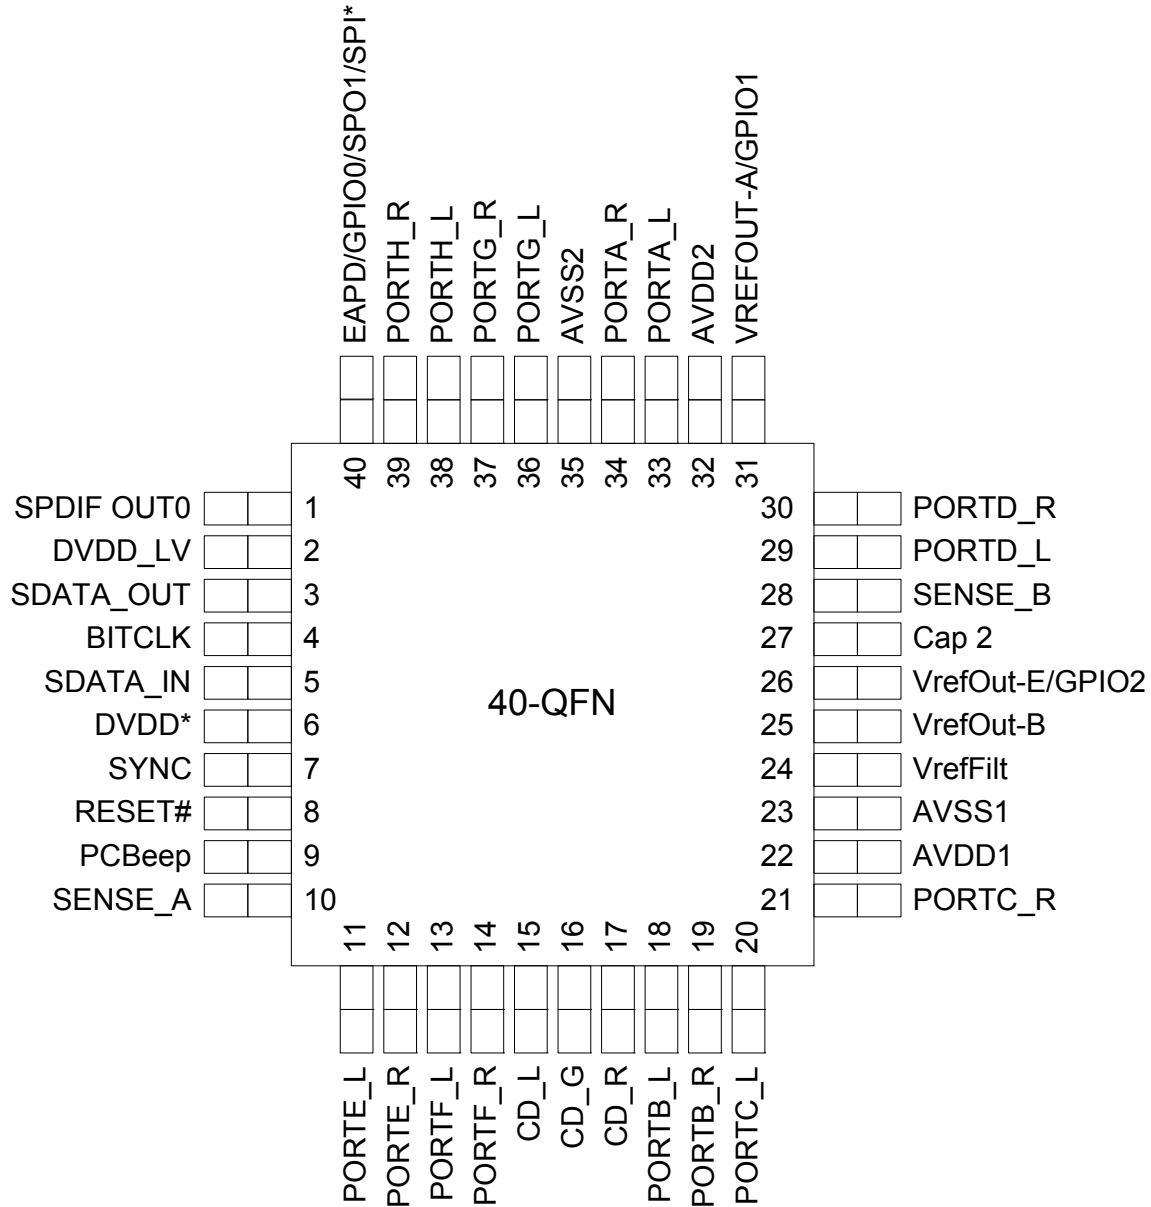 EAPD/GPIO0/SPO1/SPI*
PORTH_R
PORTH_L
PORTG_R
PORTG_L
AVSS2
PORTA_R
PORTA_L
AVDD2
VREFOUT-A/GPIO1
40
39
38
37
36
35
34
33
32
31
SPDIF OUT0 1
DVDD_LV 2
SDATA_OUT 3
BITCLK 4
SDATA_IN 5
DVDD* 6
SYNC 7
RESET# 8
PCBeep 9
SENSE_A 10
40-QFN
30 PORTD_R
29 PORTD_L
28 SENSE_B
27 Cap 2
26 VrefOut-E/GPIO2
25 VrefOut-B
24 VrefFilt
23 AVSS1
22 AVDD1
21 PORTC_R
11
12
13
14
15
16
17
18
19
20
PORTE_L
PORTE_R
PORTF_L
PORTF_R
CD_L
CD_G
CD_R
PORTB_L
PORTB_R
PORTC_L